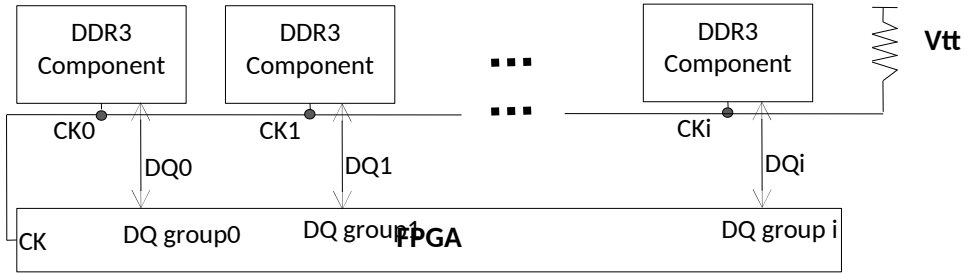 DDR3
Component
DDR3
Component
DDR3
Component
Vtt
CK0
CK1
CKi
DQ0
DQ1
DQi
CK
DQ group0
DQ group1
FPGA
DQ group i